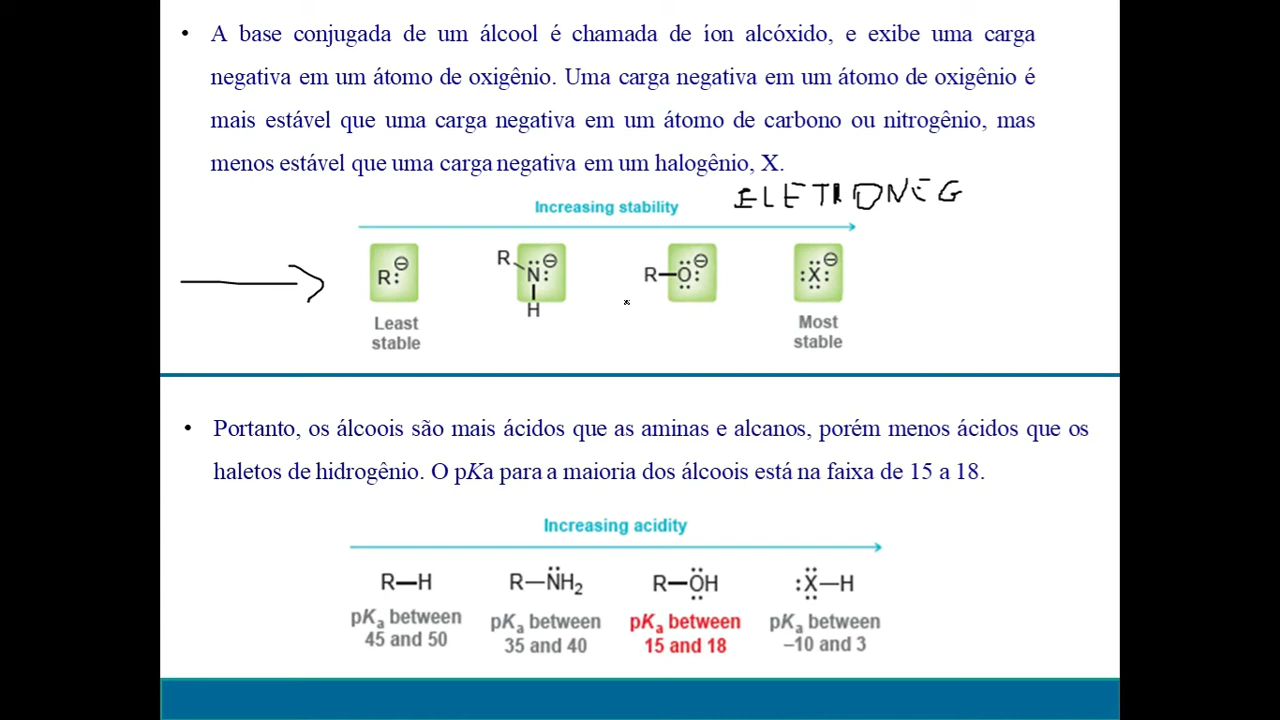 • A base conjugada de um álcool é chamada de íon alcóxido, e exibe uma carga
negativa em um átomo de oxigênio. Uma carga negativa em um átomo de oxigênio é
mais estável que uma carga negativa em um átomo de carbono ou nitrogênio, mas
menos estável que uma carga negativa em um halogênio, X.
ELETRONEG
Increasing stability
R:⊖ R N:⊖ H R–O:⊖ :X:⊖
Least stable
Most stable
• Portanto, os álcoois são mais ácidos que as aminas e alcanos, porém menos ácidos que os
haletos de hidrogênio. O pKa para a maioria dos álcoois está na faixa de 15 a 18.
Increasing acidity
R–H R–NH₂ R–OH :X–H
pKₐ between pKₐ between pKₐ between pKₐ between
45 and 50 35 and 40 15 and 18 –10 and 3